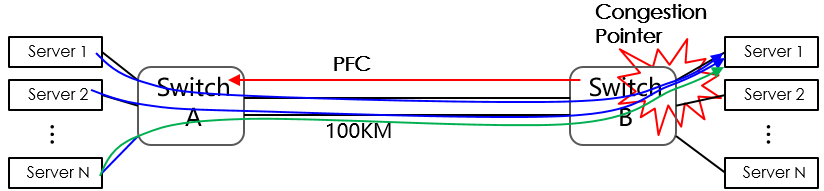 Congestion
Pointer
Server 1
PFC
Server 1
Server 2
Switch
A
Switch
B
Server 2
⋮
100KM
⋮
Server N
Server N